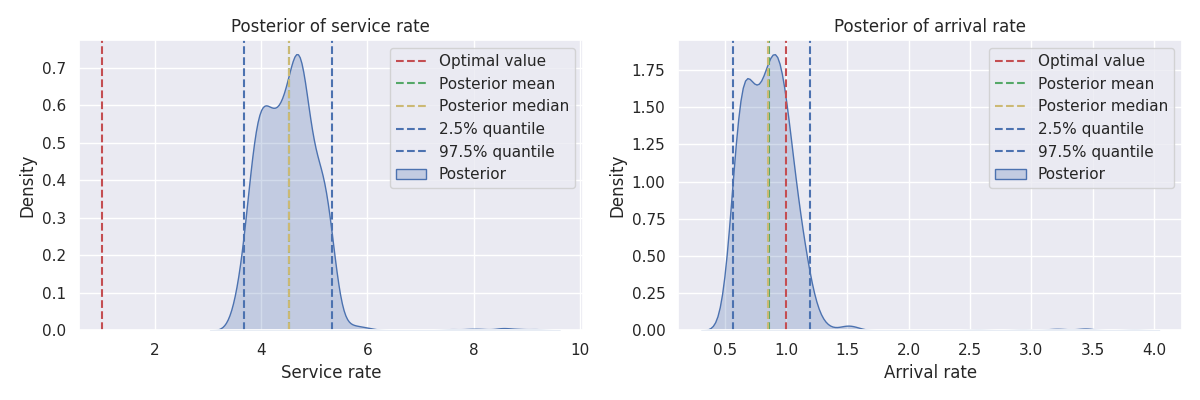 Posterior of service rate
Density
0.7
0.6
0.5
0.4
0.3
0.2
0.1
0.0
2
4
6
8
10
Service rate
Optimal value
Posterior mean
Posterior median
2.5% quantile
97.5% quantile
Posterior
Posterior of arrival rate
Density
1.75
1.50
1.25
1.00
0.75
0.50
0.25
0.00
0.5
1.0
1.5
2.0
2.5
3.0
3.5
4.0
Arrival rate
Optimal value
Posterior mean
Posterior median
2.5% quantile
97.5% quantile
Posterior